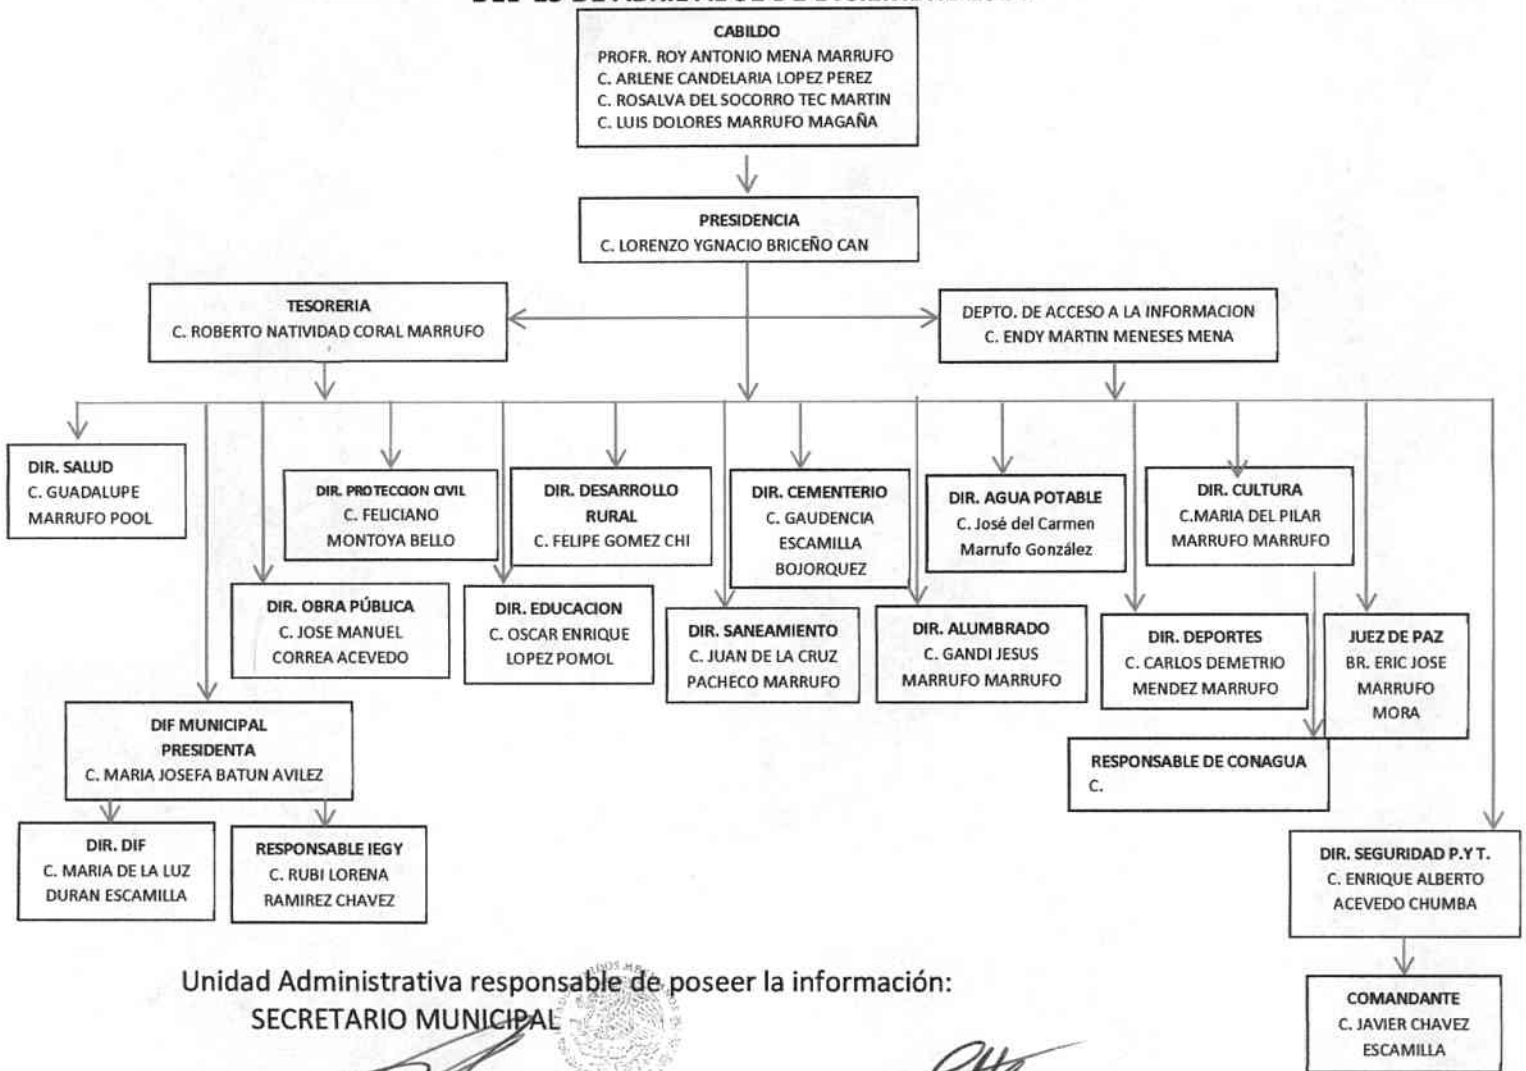 CABILDO
PROFR. ROY ANTONIO MENA MARRUFO
C. ARLENE CANDELARIA LOPEZ PEREZ
C. ROSALVA DEL SOCORRO TEC MARTIN
C. LUIS DOLORES MARRUFO MAGAÑA
PRESIDENCIA
C. LORENZO YGNACIO BRICEÑO CAN
TESORERIA
C. ROBERTO NATIVIDAD CORAL MARRUFO
DEPTO. DE ACCESO A LA INFORMACION
C. ENDY MARTIN MENESES MENA
DIR. SALUD
C. GUADALUPE
MARRUFO POOL
DIR. PROTECCION CIVIL
C. FELICIANO
MONTOYA BELLO
DIR. DESARROLLO
RURAL
C. FELIPE GOMEZ CHI
DIR. CEMENTERIO
C. GAUDENCIA
ESCAMILLA
BOJORQUEZ
DIR. AGUA POTABLE
C. José del Carmen
Marrufo González
DIR. CULTURA
C.MARIA DEL PILAR
MARRUFO MARRUFO
DIR. OBRA PÚBLICA
C. JOSE MANUEL
CORREA ACEVEDO
DIR. EDUCACION
C. OSCAR ENRIQUE
LOPEZ POMOL
DIR. SANEAMIENTO
C. JUAN DE LA CRUZ
PACHECO MARRUFO
DIR. ALUMBRADO
C. GANDI JESUS
MARRUFO MARRUFO
DIR. DEPORTES
C. CARLOS DEMETRIO
MENDEZ MARRUFO
JUEZ DE PAZ
BR. ERIC JOSE
MARRUFO
MORA
DIF MUNICIPAL
PRESIDENTA
C. MARIA JOSEFA BATUN AVILEZ
RESPONSABLE DE CONAGUA
C.
DIR. DIF
C. MARIA DE LA LUZ
DURAN ESCAMILLA
RESPONSABLE IEGY
C. RUBI LORENA
RAMIREZ CHAVEZ
DIR. SEGURIDAD P.Y T.
C. ENRIQUE ALBERTO
ACEVEDO CHUMBA
COMANDANTE
C. JAVIER CHAVEZ
ESCAMILLA
Unidad Administrativa responsable de poseer la información:
SECRETARIO MUNICIPAL